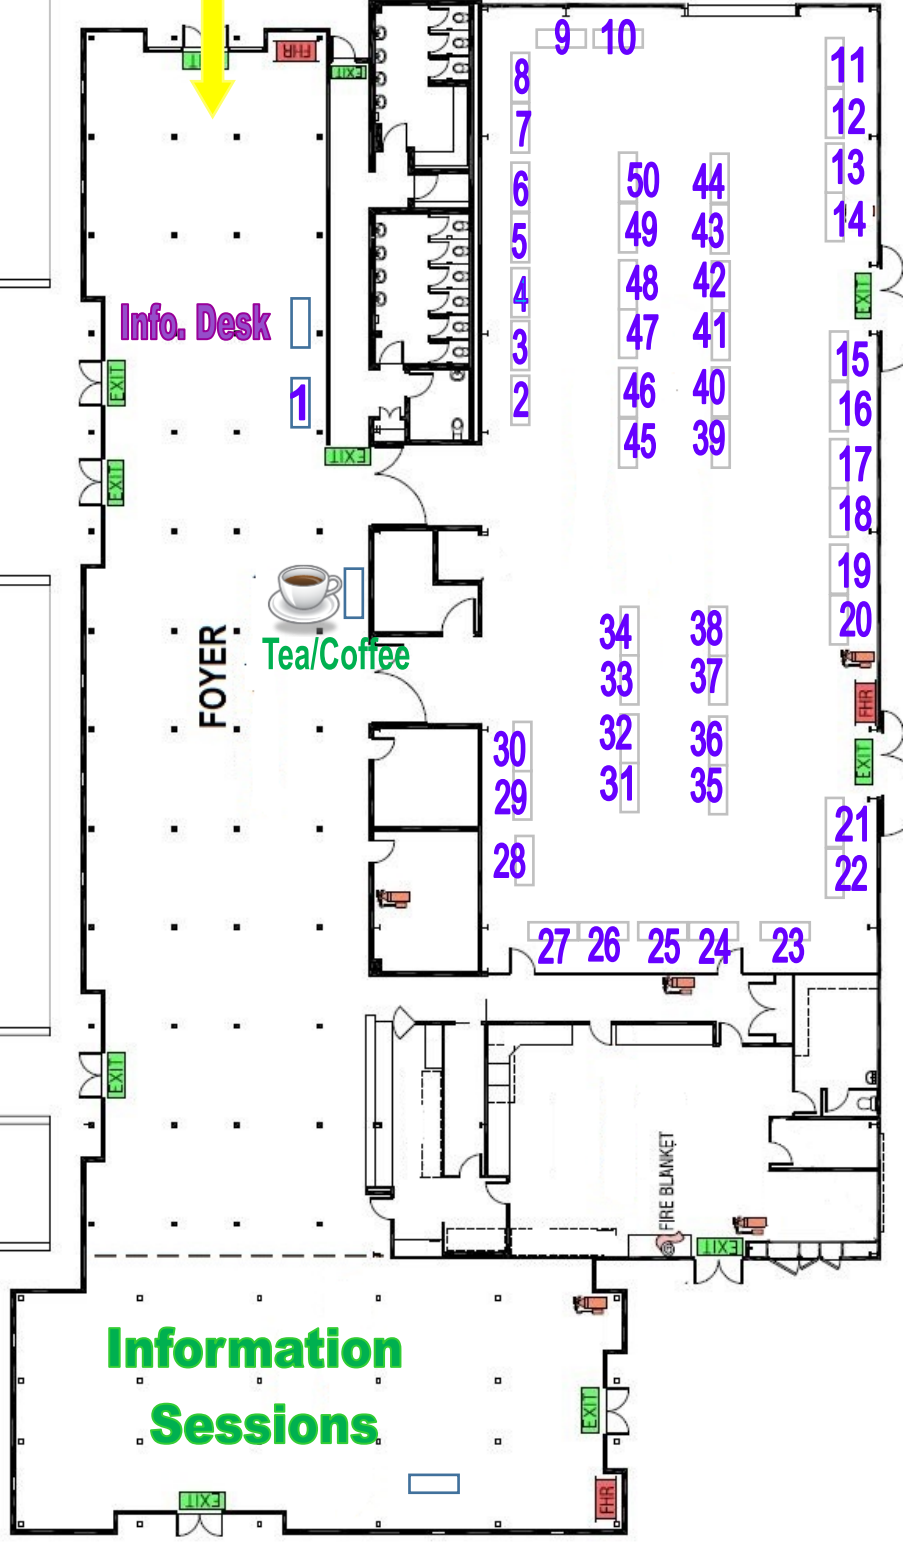 9 10
8
11
7
12
6
50 44
13
5
49 43
14
4
48 42
EXIT
Info. Desk
3
47 41
15
EXIT
2
46 40
16
1
45 39
17
EXIT
EXIT
18
19
34 38
20
FOYER
Tea/Coffee
33 37
FHR
30
32 36
EXIT
29
31 35
21
28
22
27 26 25 24 23
EXIT
FIRE BLANKET
EXIT
Information
Sessions
EXIT
FHR
EXIT
FHR
EXIT